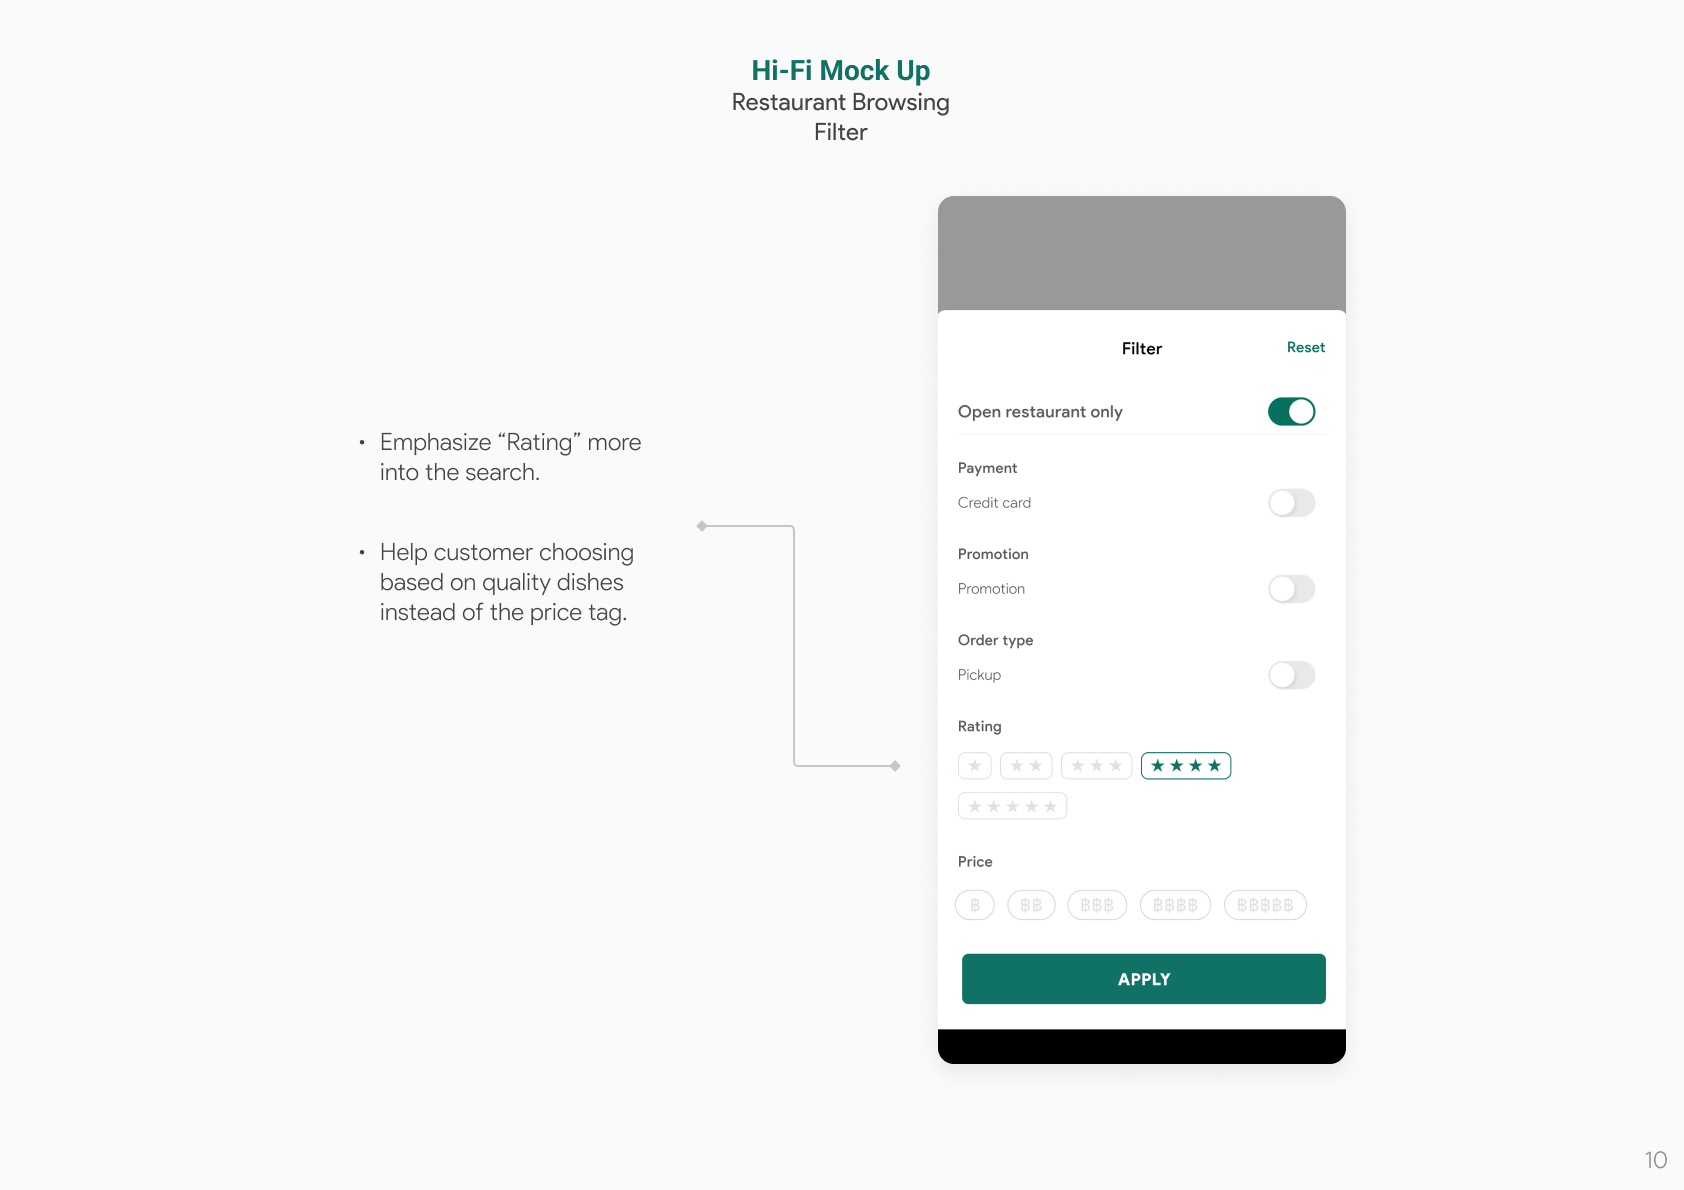 Hi-Fi Mock Up
Restaurant Browsing
Filter
• Emphasize “Rating” more
into the search.
• Help customer choosing
based on quality dishes
instead of the price tag.
Filter
Reset
Open restaurant only
Payment
Credit card
Promotion
Promotion
Order type
Pickup
Rating
★ ★★ ★★★ ★★★★
★★★★★
Price
฿ ฿฿ ฿฿฿ ฿฿฿฿ ฿฿฿฿฿
APPLY
10